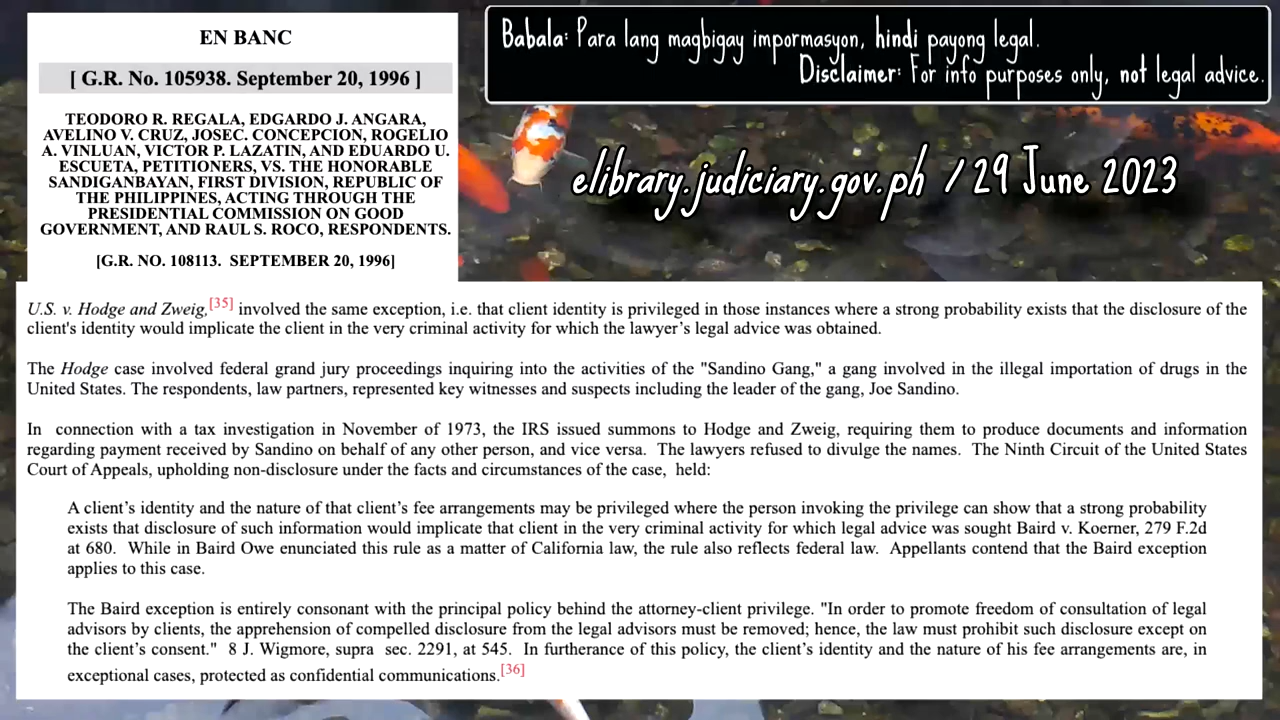 EN BANC
[ G.R. No. 105938. September 20, 1996 ]
TEODORO R. REGALA, EDGARDO J. ANGARA,
AVELINO V. CRUZ, JOSEC. CONCEPCION, ROGELIO
A. VINLUAN, VICTOR P. LAZATIN, AND EDUARDO U.
ESCUETA, PETITIONERS, VS. THE HONORABLE
SANDIGANBAYAN, FIRST DIVISION, REPUBLIC OF
THE PHILIPPINES, ACTING THROUGH THE
PRESIDENTIAL COMMISSION ON GOOD
GOVERNMENT, AND RAUL S. ROCO, RESPONDENTS.
[G.R. NO. 108113. SEPTEMBER 20, 1996]
Babala: Para lang magbigay impormasyon, hindi payong legal.
Disclaimer: For info purposes only, not legal advice.
elibrary.judiciary.gov.ph / 29 June 2023
U.S. v. Hodge and Zweig,[35] involved the same exception, i.e. that client identity is privileged in those instances where a strong probability exists that the disclosure of the
client's identity would implicate the client in the very criminal activity for which the lawyer's legal advice was obtained.
The Hodge case involved federal grand jury proceedings inquiring into the activities of the "Sandino Gang," a gang involved in the illegal importation of drugs in the
United States. The respondents, law partners, represented key witnesses and suspects including the leader of the gang, Joe Sandino.
In connection with a tax investigation in November of 1973, the IRS issued summons to Hodge and Zweig, requiring them to produce documents and information
regarding payment received by Sandino on behalf of any other person, and vice versa. The lawyers refused to divulge the names. The Ninth Circuit of the United States
Court of Appeals, upholding non-disclosure under the facts and circumstances of the case, held:
A client's identity and the nature of that client's fee arrangements may be privileged where the person invoking the privilege can show that a strong probability
exists that disclosure of such information would implicate that client in the very criminal activity for which legal advice was sought Baird v. Koerner, 279 F.2d
at 680. While in Baird Owe enunciated this rule as a matter of California law, the rule also reflects federal law. Appellants contend that the Baird exception
applies to this case.
The Baird exception is entirely consonant with the principal policy behind the attorney-client privilege. "In order to promote freedom of consultation of legal
advisors by clients, the apprehension of compelled disclosure from the legal advisors must be removed; hence, the law must prohibit such disclosure except on
the client's consent." 8 J. Wigmore, supra sec. 2291, at 545. In furtherance of this policy, the client's identity and the nature of his fee arrangements are, in
exceptional cases, protected as confidential communications.[36]